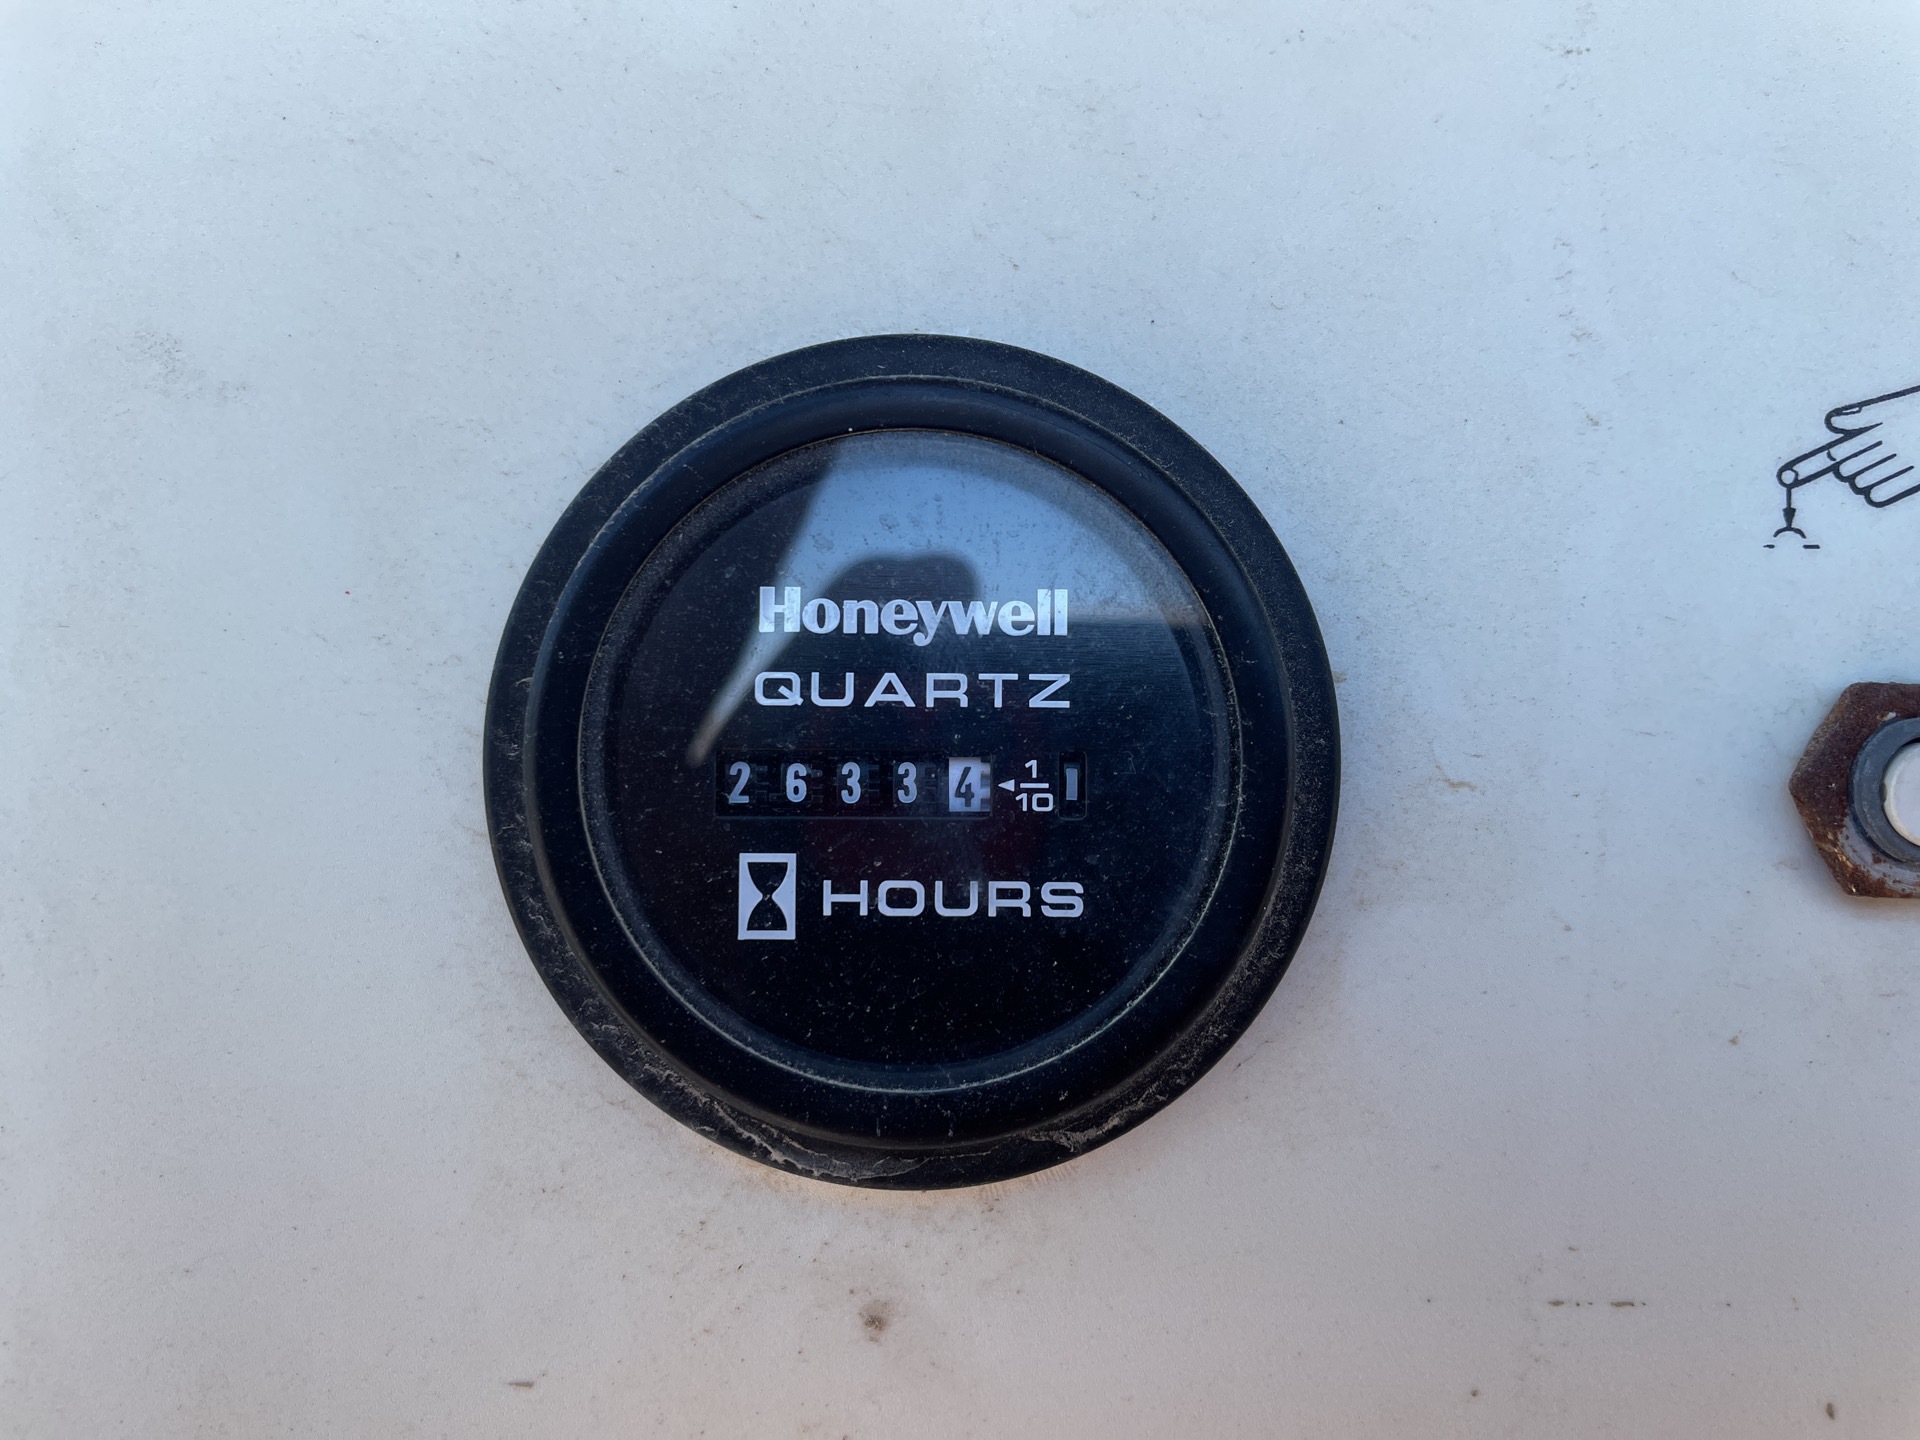 Honeywell
QUARTZ
2 6 3 3 4 ◄ 1/10
HOURS